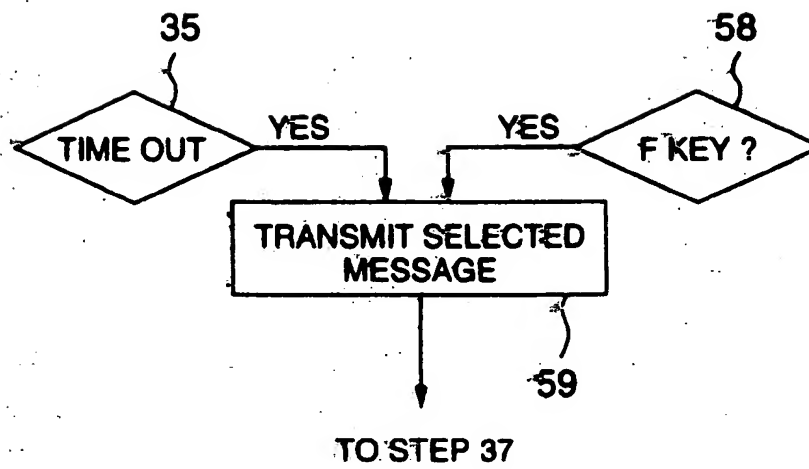 35
58
TIME OUT
YES
YES
F KEY ?
TRANSMIT SELECTED
MESSAGE
59
TO STEP 37